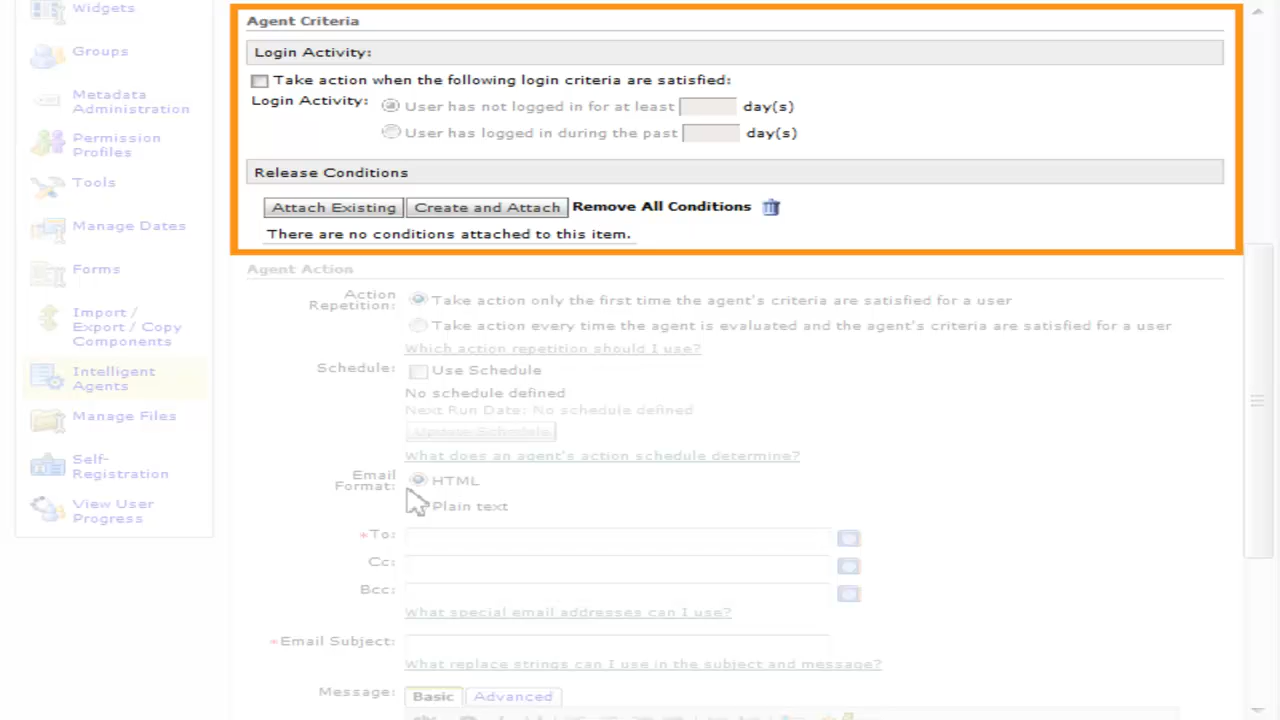 Widgets
Groups
Metadata
Administration
Permission
Profiles
Tools
Manage Dates
Forms
Import /
Export / Copy
Components
Intelligent
Agents
Manage Files
Self-
Registration
View User
Progress
Agent Criteria
Login Activity:
Take action when the following login criteria are satisfied:
Login Activity: User has not logged in for at least day(s)
User has logged in during the past day(s)
Release Conditions
Attach Existing Create and Attach Remove All Conditions
There are no conditions attached to this item.
Agent Action
Action
Repetition: Take action only the first time the agent's criteria are satisfied for a user
Take action every time the agent is evaluated and the agent's criteria are satisfied for a user
Which action repetition should I use?
Schedule: Use Schedule
No schedule defined
Next Run Date: No schedule defined
Update Schedule
What does an agent's action schedule determine?
Email
Format: HTML
Plain text
*To:
Cc:
Bcc:
What special email addresses can I use?
*Email Subject:
What replace strings can I use in the subject and message?
Message: Basic Advanced